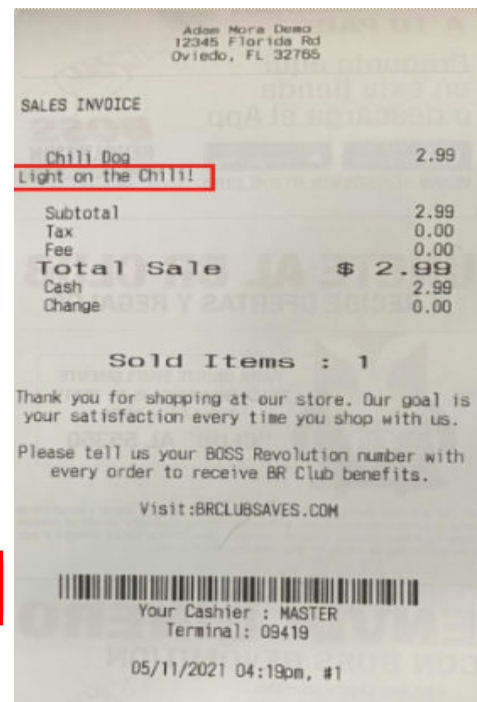 Adam Mora Demo
12345 Florida Rd
Oviedo, FL 32765
SALES INVOICE
Chili Dog 2.99
Light on the Chili!
Subtotal 2.99
Tax 0.00
Fee 0.00
Total Sale $ 2.99
Cash 2.99
Change 0.00
Sold Items : 1
Thank you for shopping at our store. Our goal is
your satisfaction every time you shop with us.
Please tell us your BOSS Revolution number with
every order to receive BR Club benefits.
Visit:BRCLUBSAVES.COM
Your Cashier : MASTER
Terminal: 09419
05/11/2021 04:19pm, #1